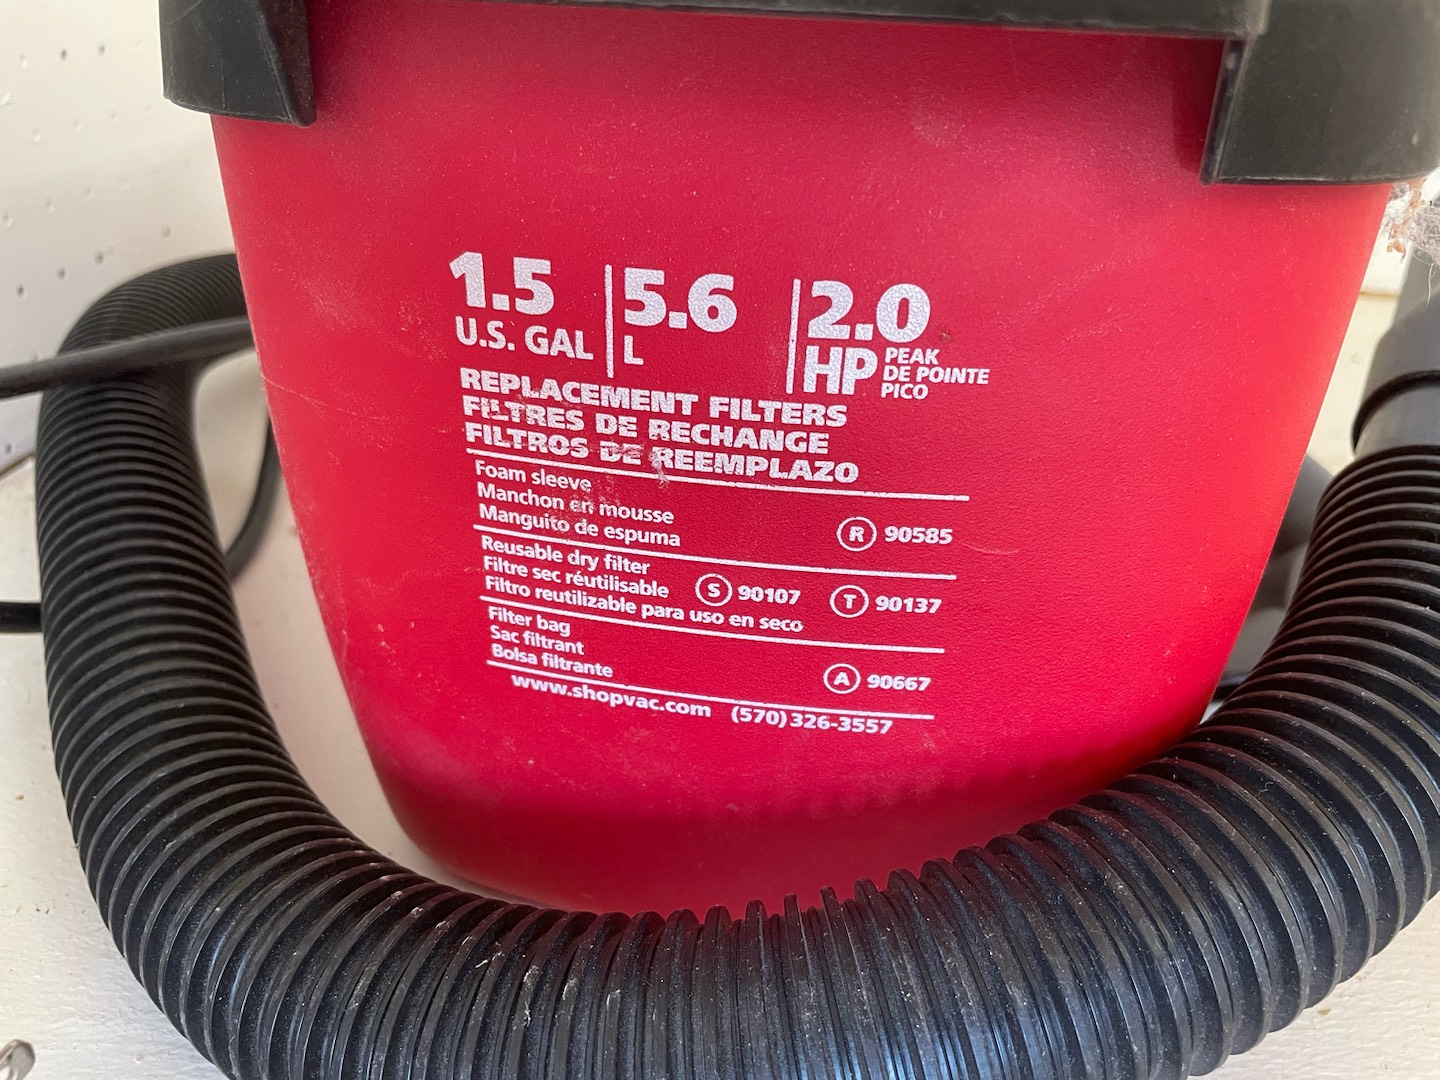 1.5 U.S. GAL
5.6 L
2.0 HP PEAK
DE POINTE
PICO
REPLACEMENT FILTERS
FILTRES DE RECHANGE
FILTROS DE REEMPLAZO
Foam sleeve
Manchon en mousse
Manguito de espuma
R 90585
Reusable dry filter
Filtre sec réutilisable
S 90107 T 90137
Filtro reutilizable para uso en seco
Filter bag
Sac filtrant
Bolsa filtrante
A 90667
www.shopvac.com (570) 326-3557